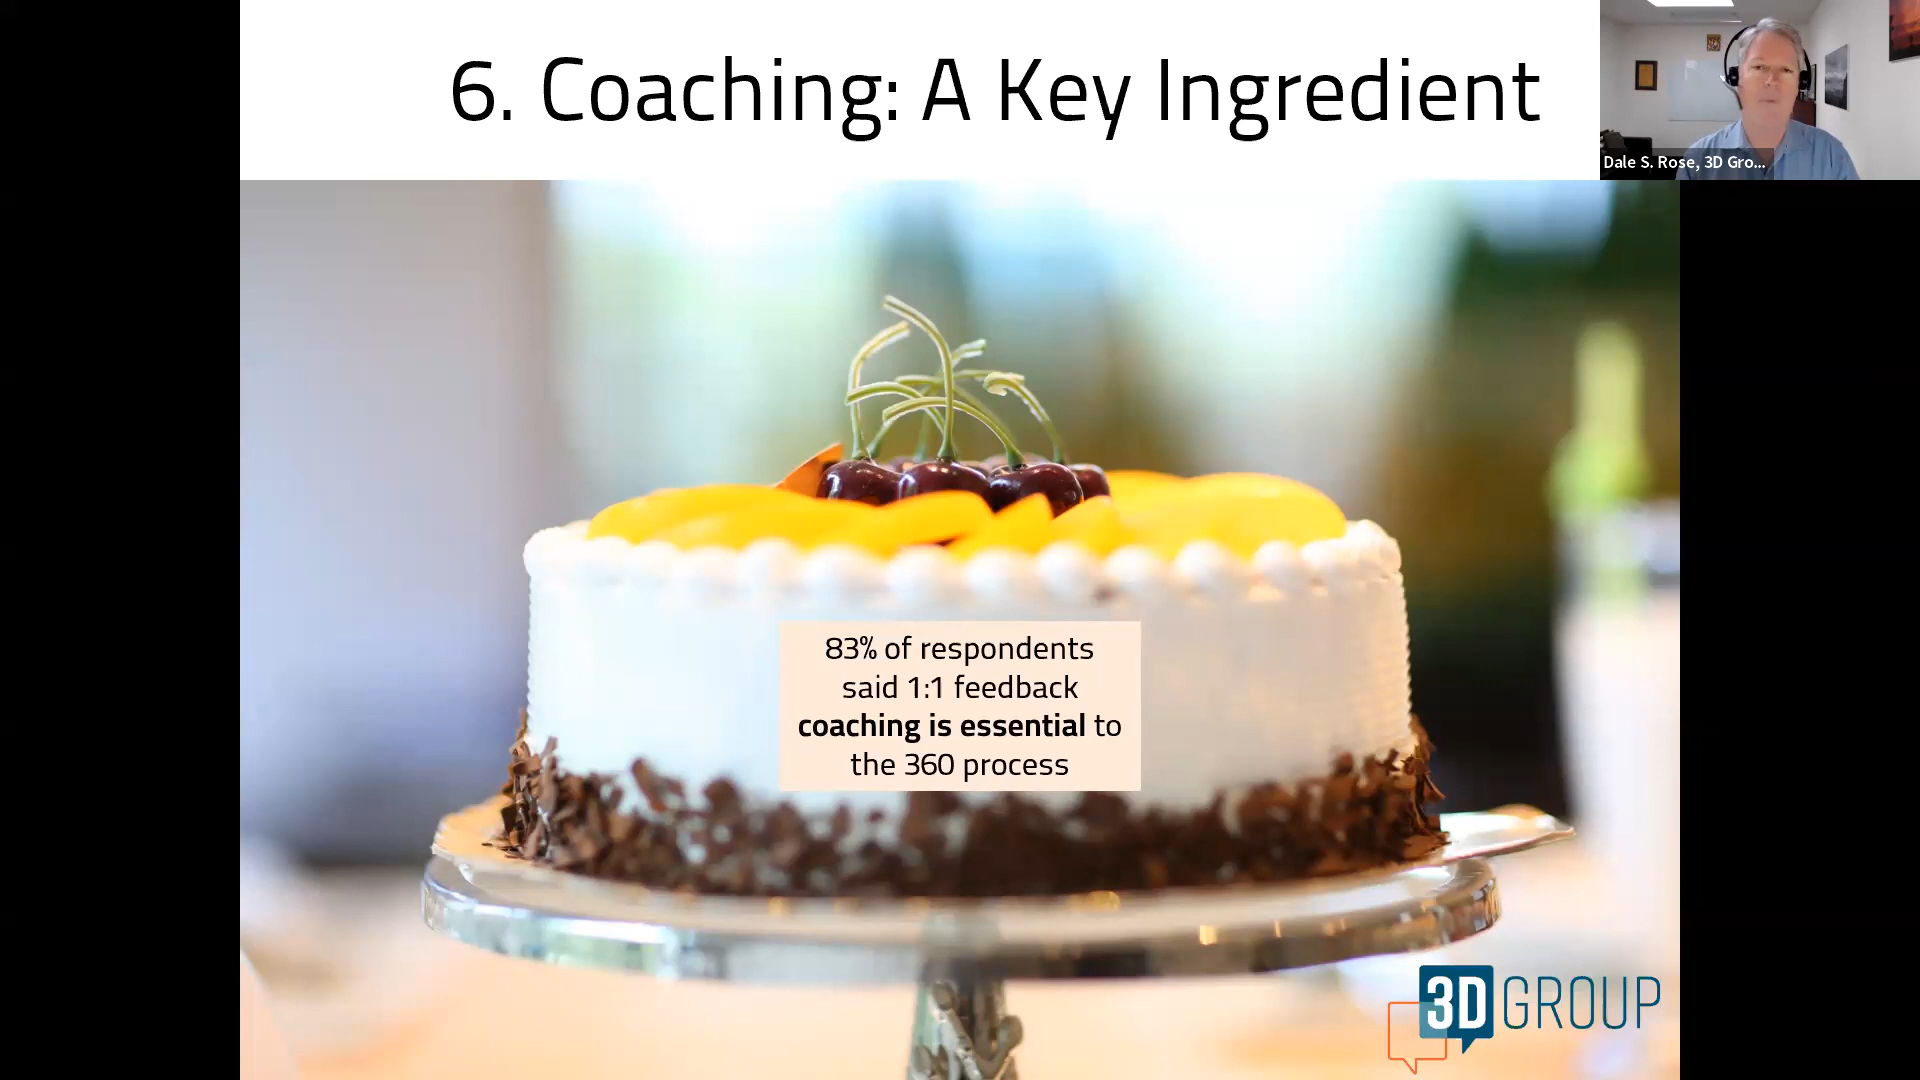 6. Coaching: A Key Ingredient
Dale S. Rose, 3D Gro...
83% of respondents
said 1:1 feedback
coaching is essential to
the 360 process
3D GROUP